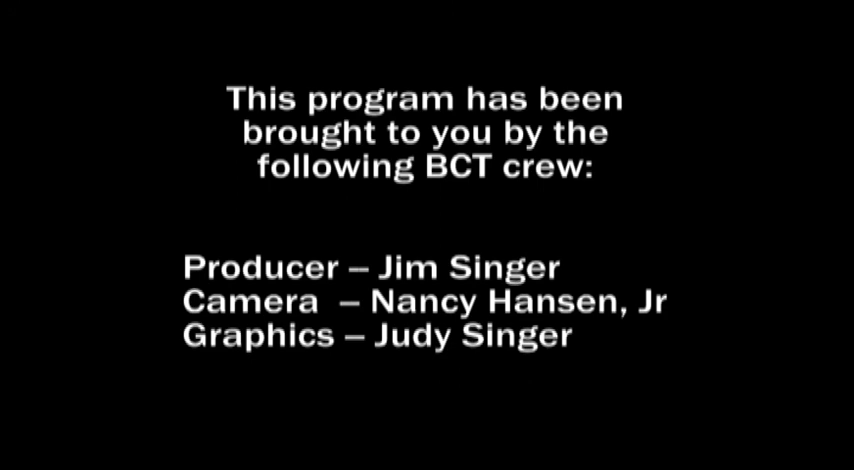 This program has been
brought to you by the
following BCT crew:
Producer – Jim Singer
Camera – Nancy Hansen, Jr
Graphics – Judy Singer